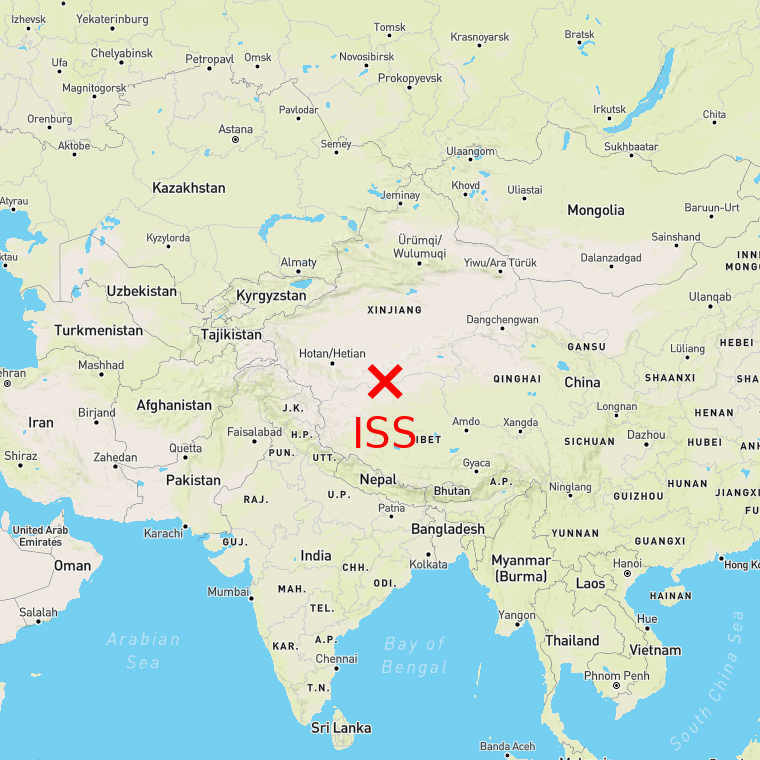 Izhevsk
Yekaterinburg
Tomsk
Krasnoyarsk
Bratsk
Ufa
Chelyabinsk
Petropavl
Omsk
Novosibirsk
Prokopyevsk
Magnitogorsk
Orenburg
Pavlodar
Irkutsk
Chita
Aktobe
Astana
Semey
Ulaangom
Sukhbaatar
Kazakhstan
Jeminay
Khovd
Uliastai
Atyrau
Mongolia
Baruun-Urt
Kyzylorda
Ürümqi/
Wulumuqi
Sainshand
ktau
Almaty
Yiwu/Ara Türük
Dalanzadgad
INN
MONGO
Uzbekistan
Kyrgyzstan
Ulanqab
XINJIANG
Turkmenistan
Tajikistan
Dangchengwan
HEBEI
GANSU
Lüliang
Hotan/Hetian
Mashhad
ehran
QINGHAI
China
SHAANXI
SHA
Afghanistan
J.K.
Iran
Birjand
Longnan
HENAN
Faisalabad
H.P.
ISS
IBET
Amdo
Xangda
SICHUAN
Dazhou
HUBEI
ANH
Shiraz
Zahedan
Quetta
PUN.
UTT.
Gyaca
Pakistan
Nepal
A.P.
Bhutan
Ninglang
HUNAN
JIANGXI
RAJ.
U.P.
GUIZHOU
Patna
FU
United Arab
Emirates
Karachi
Bangladesh
YUNNAN
GUANGXI
GUJ.
India
Kolkata
Hanoi
Hong Ko
Oman
CHH.
Myanmar
(Burma)
Laos
Mumbai
MAH.
ODI.
HAINAN
Salalah
TEL.
Yangon
Hue
Arabian
Sea
KAR.
A.P.
Bay of
Bengal
Thailand
Vietnam
Chennai
Phnom Penh
T.N.
South China Sea
Sri Lanka
Banda Aceh